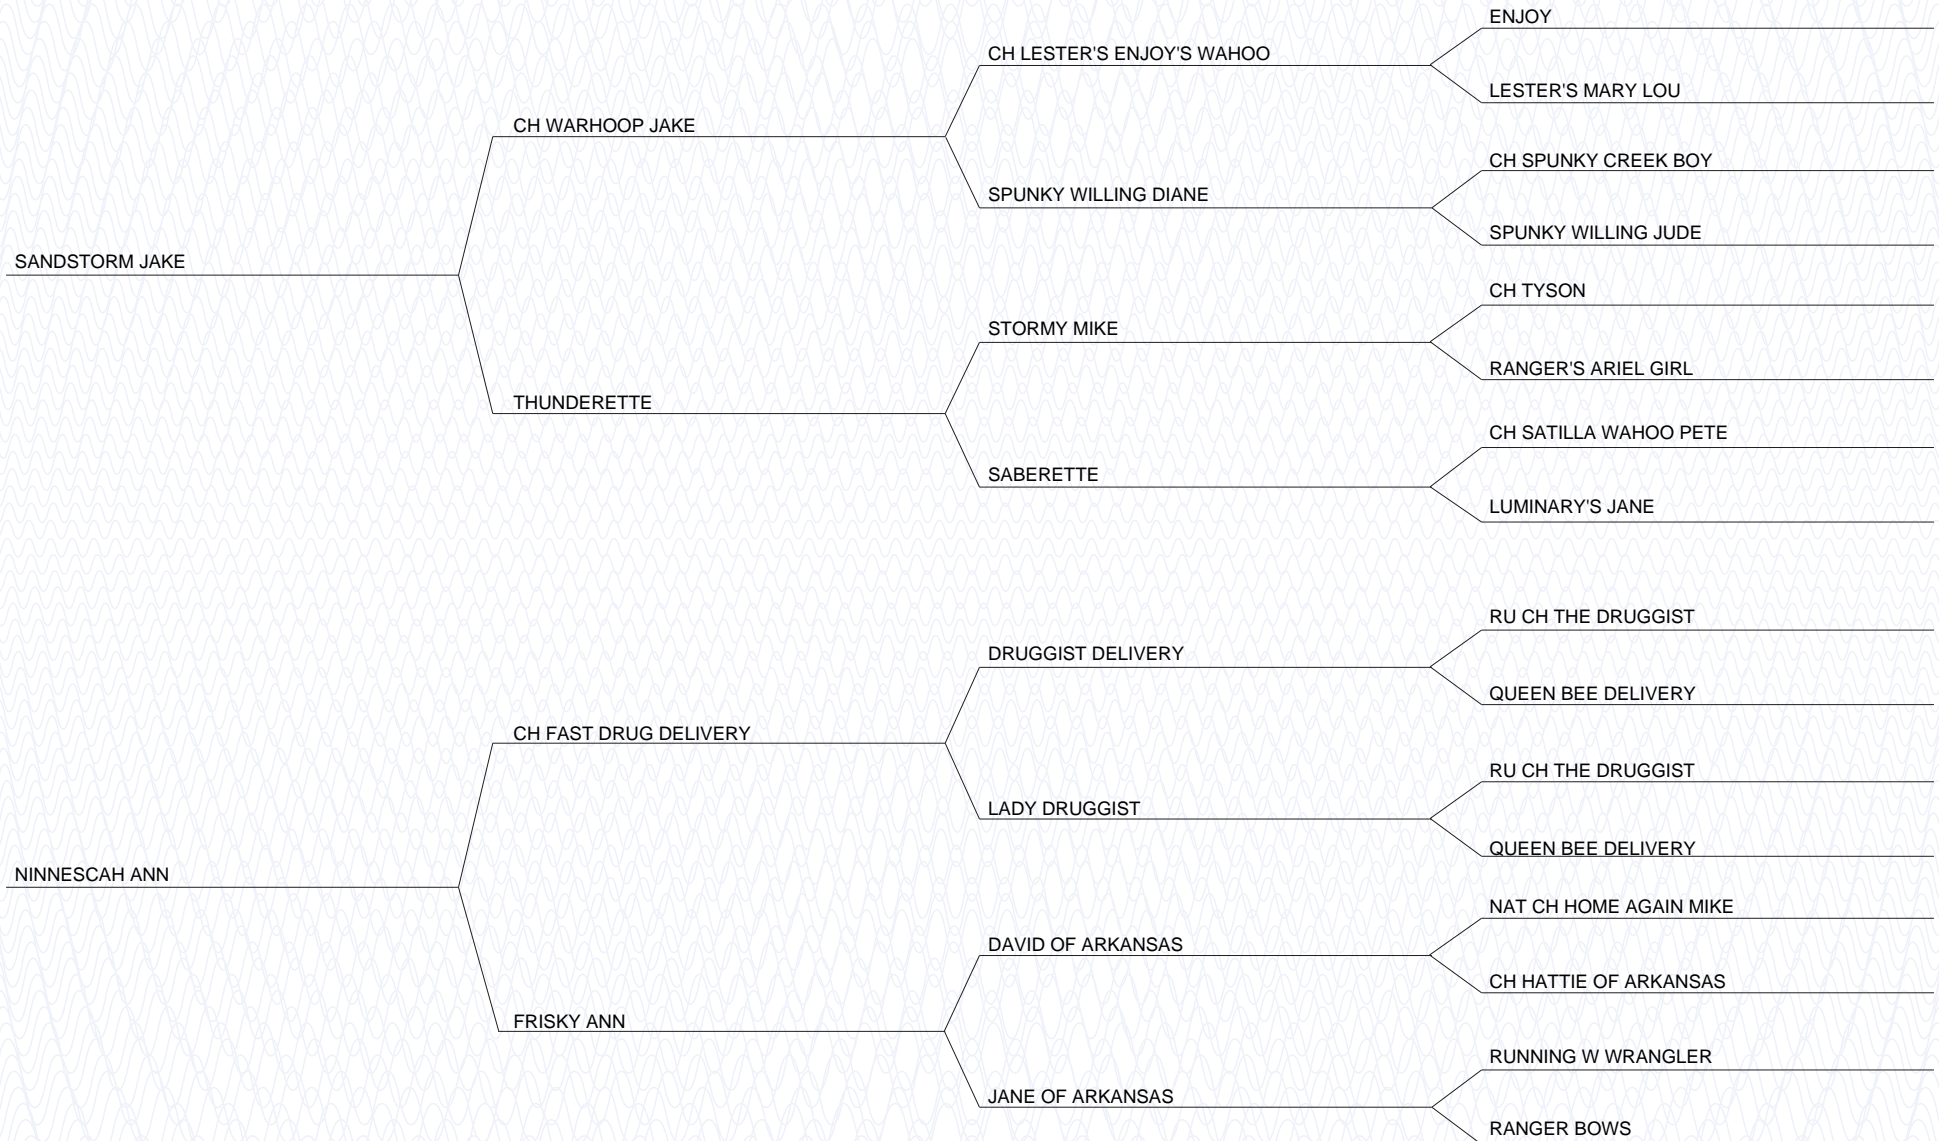 SANDSTORM JAKE
CH WARHOOP JAKE
CH LESTER'S ENJOY'S WAHOO
ENJOY
LESTER'S MARY LOU
SPUNKY WILLING DIANE
CH SPUNKY CREEK BOY
SPUNKY WILLING JUDE
THUNDERETTE
STORMY MIKE
CH TYSON
RANGER'S ARIEL GIRL
SABERETTE
CH SATILLA WAHOO PETE
LUMINARY'S JANE
NINNESCAH ANN
CH FAST DRUG DELIVERY
DRUGGIST DELIVERY
RU CH THE DRUGGIST
QUEEN BEE DELIVERY
LADY DRUGGIST
RU CH THE DRUGGIST
QUEEN BEE DELIVERY
FRISKY ANN
DAVID OF ARKANSAS
NAT CH HOME AGAIN MIKE
CH HATTIE OF ARKANSAS
JANE OF ARKANSAS
RUNNING W WRANGLER
RANGER BOWS